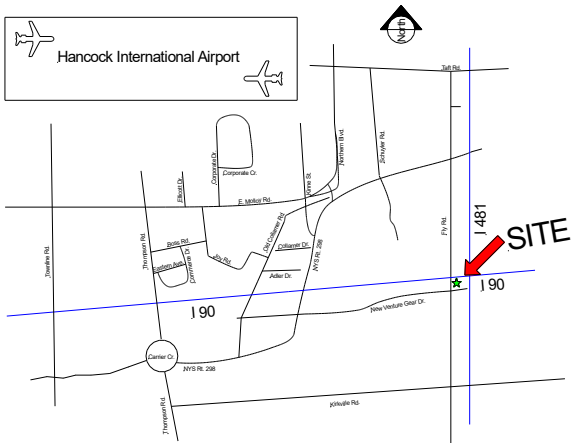 Hancock International Airport
North
Taft Rd.
Northern Blvd.
Schuyler Rd.
Corporate Dr.
Corporate Cr.
Kinne St.
Ellicott Dr.
E. Molloy Rd.
Fly Rd.
I 481
SITE
Old Collamer Rd.
Thompson Rd.
Boss Rd.
Commerce Dr.
Eastern Ave.
Joy Rd.
Collamer Dr.
NYS Rt. 298
Townline Rd.
Adler Dr.
I 90
I 90
New Venture Gear Dr.
Carrier Cr.
NYS Rt. 298
Thompson Rd.
Kirkville Rd.